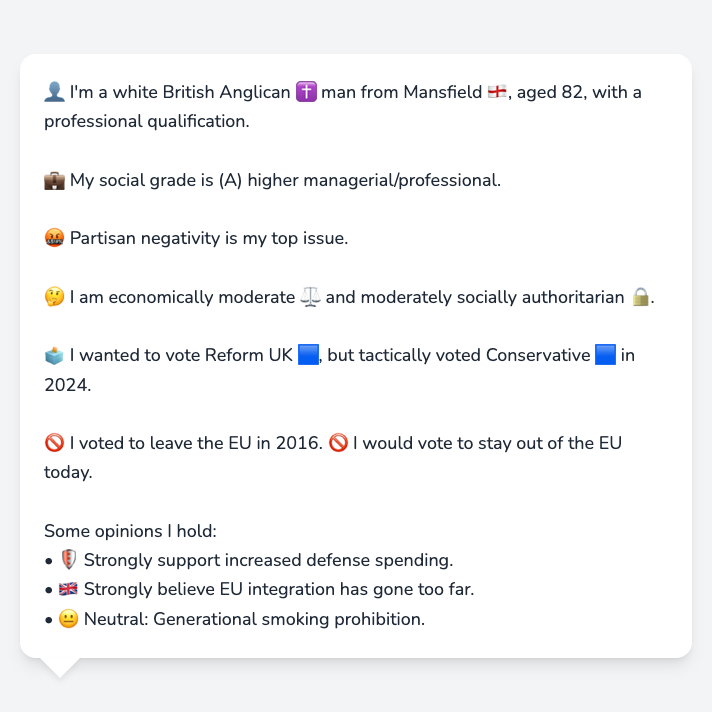 👤 I'm a white British Anglican ✝️ man from Mansfield 🏴󠁧󠁢󠁥󠁮󠁧󠁿, aged 82, with a
professional qualification.
💼 My social grade is (A) higher managerial/professional.
🤬 Partisan negativity is my top issue.
🤔 I am economically moderate ⚖️ and moderately socially authoritarian 🔒.
🗳️ I wanted to vote Reform UK 🟦, but tactically voted Conservative 🟦 in
2024.
🚫 I voted to leave the EU in 2016. 🚫 I would vote to stay out of the EU
today.
Some opinions I hold:
• 🛡️ Strongly support increased defense spending.
• 🇬🇧 Strongly believe EU integration has gone too far.
• 😐 Neutral: Generational smoking prohibition.